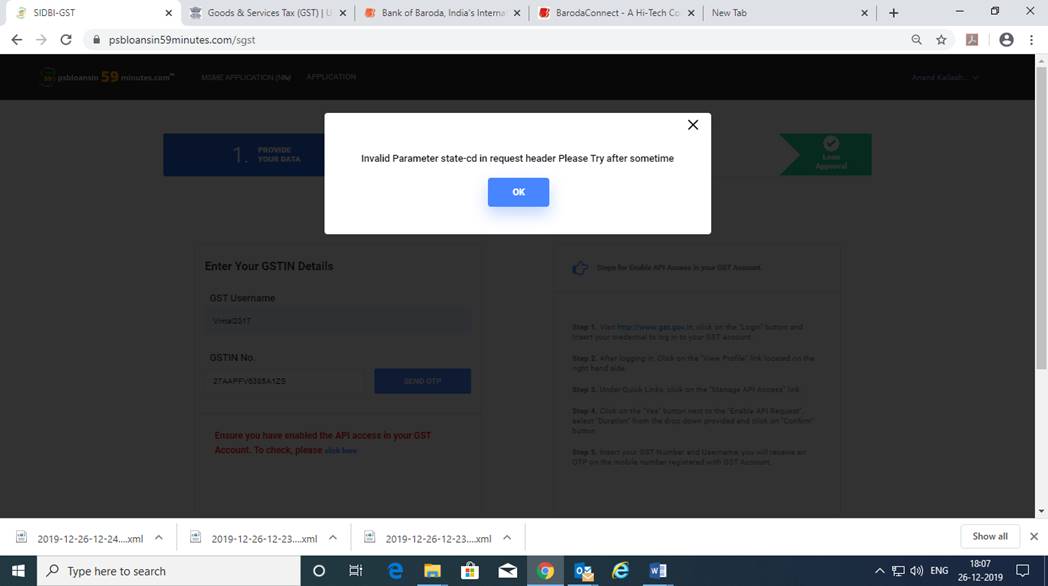 SIDBI-GST
Goods & Services Tax (GST) | U
Bank of Baroda, India's Interna
BarodaConnect - A Hi-Tech Co
New Tab
psbloansin59minutes.com/sgst
psbloansin 59 minutes.com™
MSME APPLICATION
APPLICATION
Anand Kailash...
1. PROVIDE
YOUR DATA
Loan
Approval
Invalid Parameter state-cd in request header Please Try after sometime
OK
Enter Your GSTIN Details
GST Username
GSTIN No.
SEND OTP
Ensure you have enabled the API access in your GST
Account. To check, please click here
Steps for Enable API Access in your GST Account.
Step 1. Visit http://www.gst.gov.in, click on the "Login" button and
insert your credential to log in to your GST account.
Step 2. After logging in. Click on the "View Profile" link located on the
right hand side.
Step 3. Under Quick Links, click on the "Manage API Access" link
Step 4. Click on the "Yes" button next to the "Enable API Request",
select "Duration" from the drop down provided and click on "Confirm"
button.
Step 5. Insert your GST Number and Username, you will receive an
OTP on the mobile number registered with GST Account.
2019-12-26-12-24....xml
2019-12-26-12-23....xml
2019-12-26-12-23....xml
Show all
Type here to search
ENG
18:07
26-12-2019